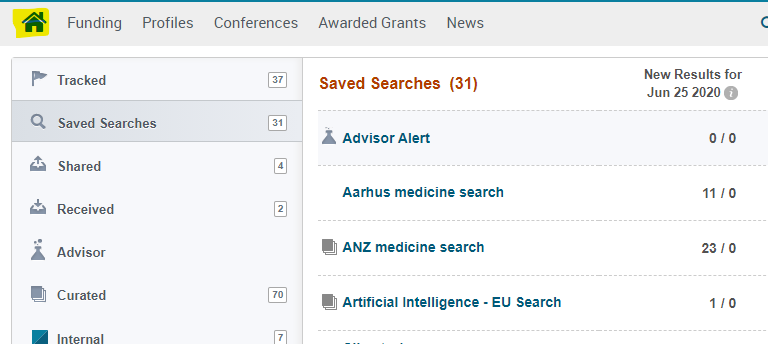 Funding Profiles Conferences Awarded Grants News
Tracked 37
Saved Searches 31
Shared 4
Received 2
Advisor
Curated 70
Internal 7
Saved Searches (31)
New Results for
Jun 25 2020 i
Advisor Alert 0 / 0
Aarhus medicine search 11 / 0
ANZ medicine search 23 / 0
Artificial Intelligence - EU Search 1 / 0